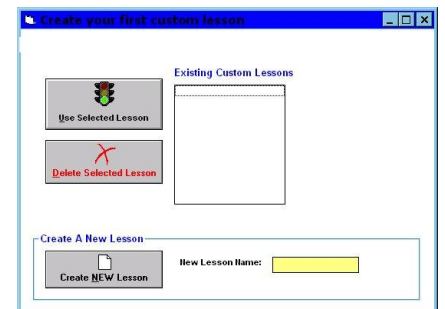 Create your first custom lesson
Existing Custom Lessons
Use Selected Lesson
Delete Selected Lesson
Create A New Lesson
New Lesson Name:
Create NEW Lesson